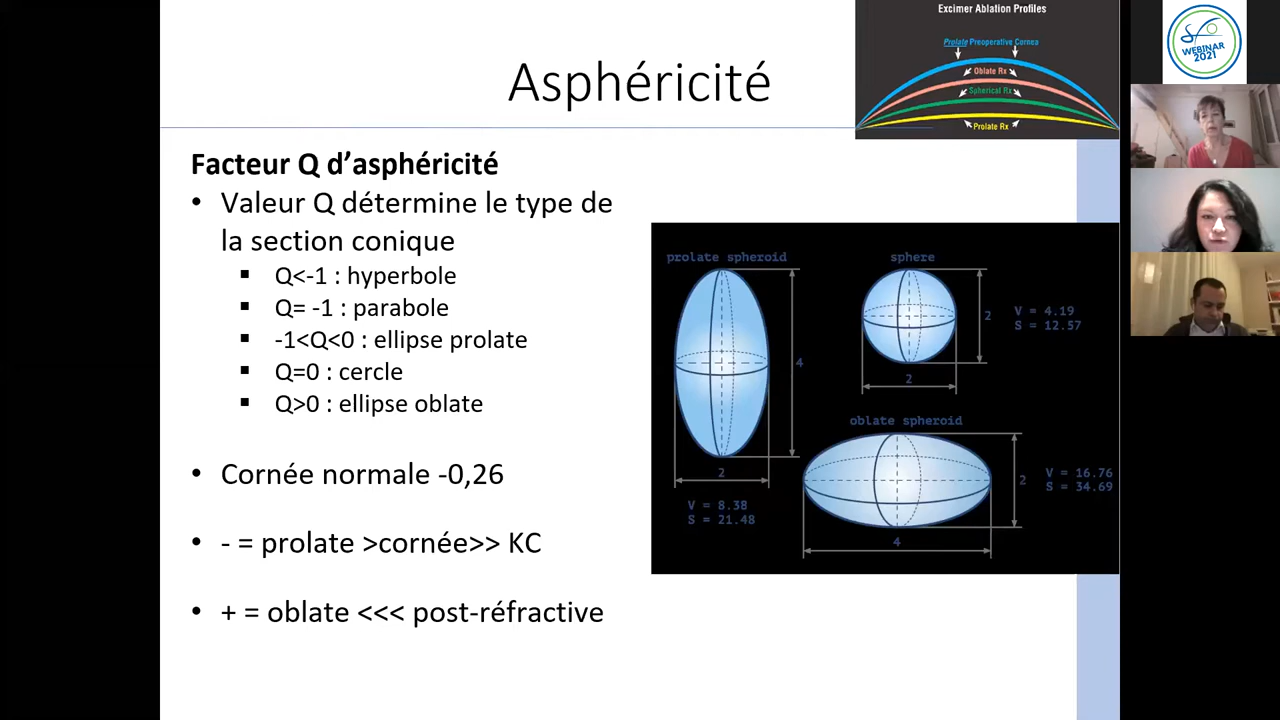 Asphéricité
Excimer Ablation Profiles
Prolate Preoperative Cornea
Oblate Rx
Spherical Rx
Prolate Rx
WEBINAR
2021
Facteur Q d’asphéricité
• Valeur Q détermine le type de
la section conique
▪ Q<-1 : hyperbole
▪ Q= -1 : parabole
▪ -1<Q<0 : ellipse prolate
▪ Q=0 : cercle
▪ Q>0 : ellipse oblate
• Cornée normale -0,26
• - = prolate >cornée>> KC
• + = oblate <<< post-réfractive
prolate spheroid
4
2
V = 8.38
S = 21.48
sphere
2
2
V = 4.19
S = 12.57
oblate spheroid
2
4
V = 16.76
S = 34.69